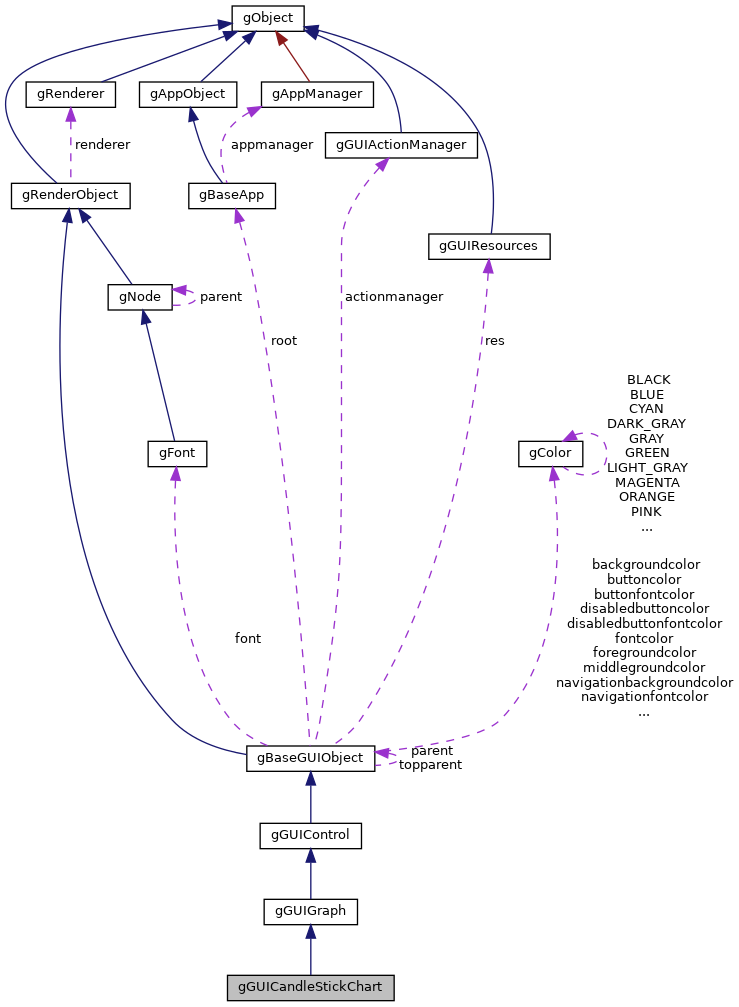 gObject
gRenderer
gAppObject
gAppManager
renderer
appmanager
gGUIActionManager
gRenderObject
gBaseApp
gGUIResources
gNode
parent
actionmanager
root
res
BLACK
BLUE
CYAN
DARK_GRAY
GRAY
GREEN
LIGHT_GRAY
MAGENTA
ORANGE
PINK
...
gFont
gColor
backgroundcolor
buttoncolor
buttonfontcolor
disabledbuttoncolor
disabledbuttonfontcolor
fontcolor
foregroundcolor
middlegroundcolor
navigationbackgroundcolor
navigationfontcolor
...
font
gBaseGUIObject
parent
topparent
gGUIControl
gGUIGraph
gGUICandleStickChart